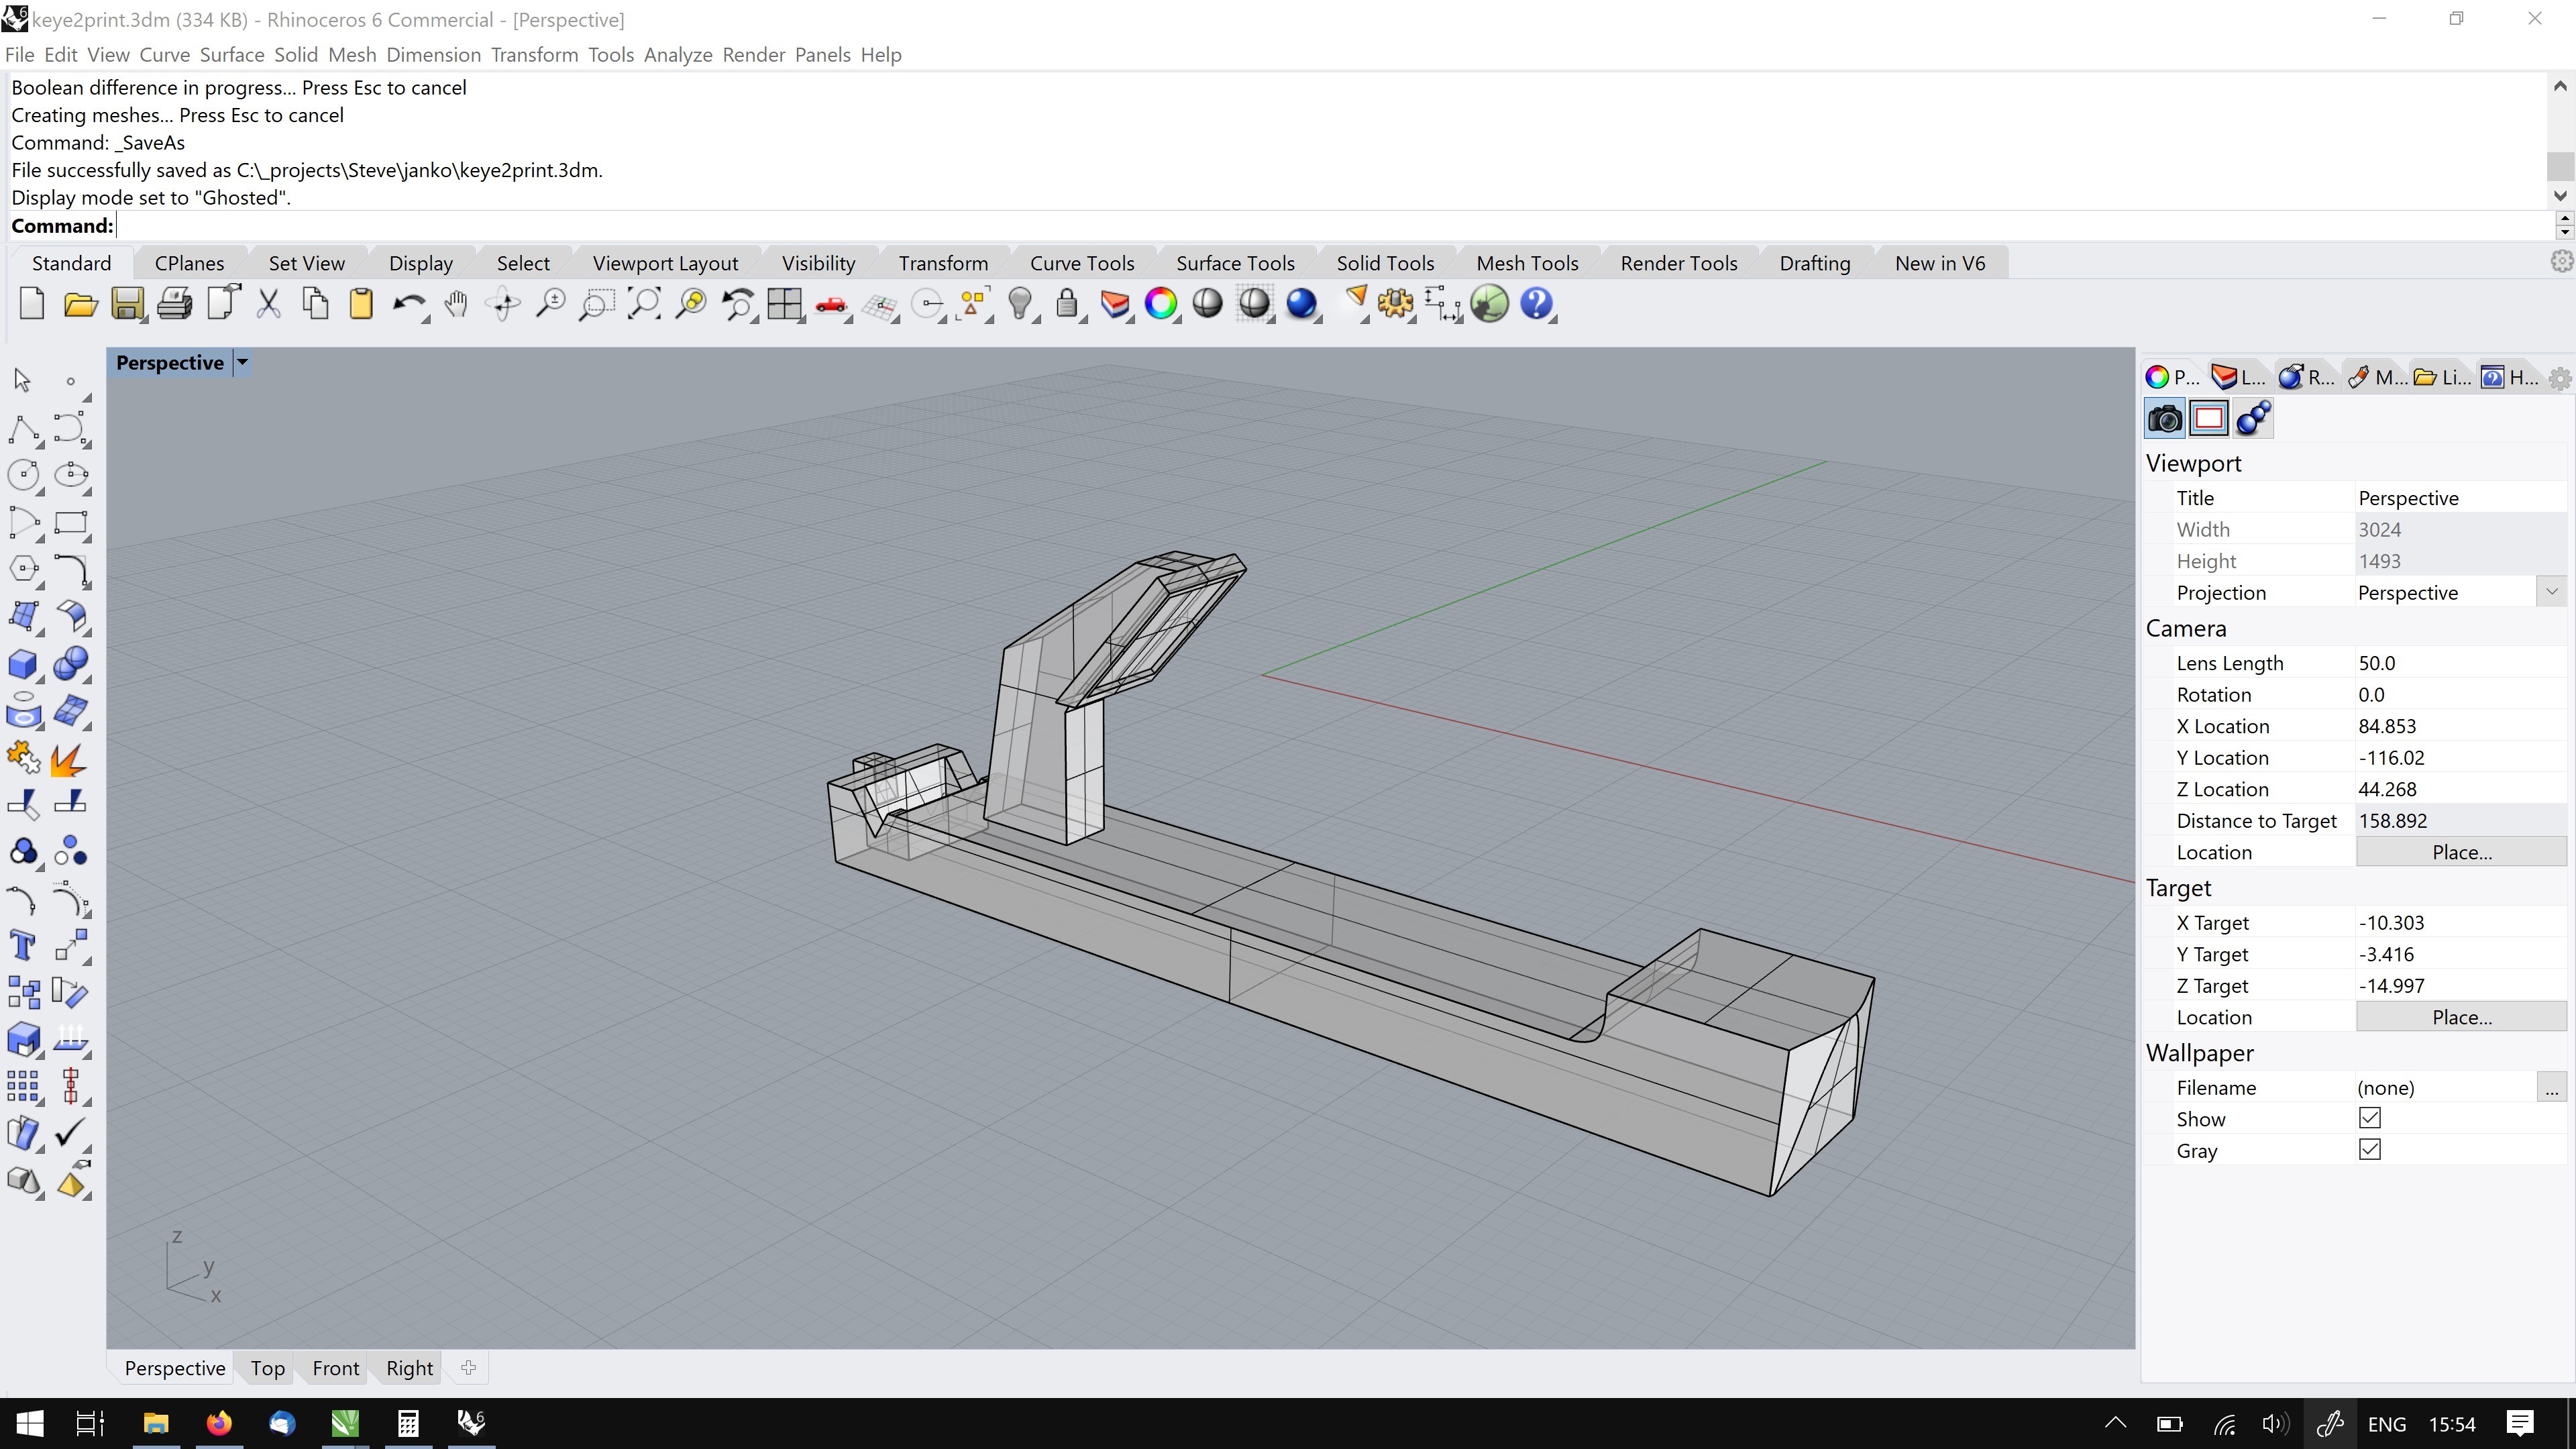 keye2print.3dm (334 KB) - Rhinoceros 6 Commercial - [Perspective]
File Edit View Curve Surface Solid Mesh Dimension Transform Tools Analyze Render Panels Help
Boolean difference in progress... Press Esc to cancel
Creating meshes... Press Esc to cancel
Command: _SaveAs
File successfully saved as C:\_projects\Steve\janko\keye2print.3dm.
Display mode set to "Ghosted".
Command:
Standard CPlanes Set View Display Select Viewport Layout Visibility Transform Curve Tools Surface Tools Solid Tools Mesh Tools Render Tools Drafting New in V6
Perspective
P... L... R... M... Li... H...
Viewport
Title Perspective
Width 3024
Height 1493
Projection Perspective
Camera
Lens Length 50.0
Rotation 0.0
X Location 84.853
Y Location -116.02
Z Location 44.268
Distance to Target 158.892
Location Place...
Target
X Target -10.303
Y Target -3.416
Z Target -14.997
Location Place...
Wallpaper
Filename (none) ...
Show
Gray
z
y
x
Perspective Top Front Right
6
ENG 15:54